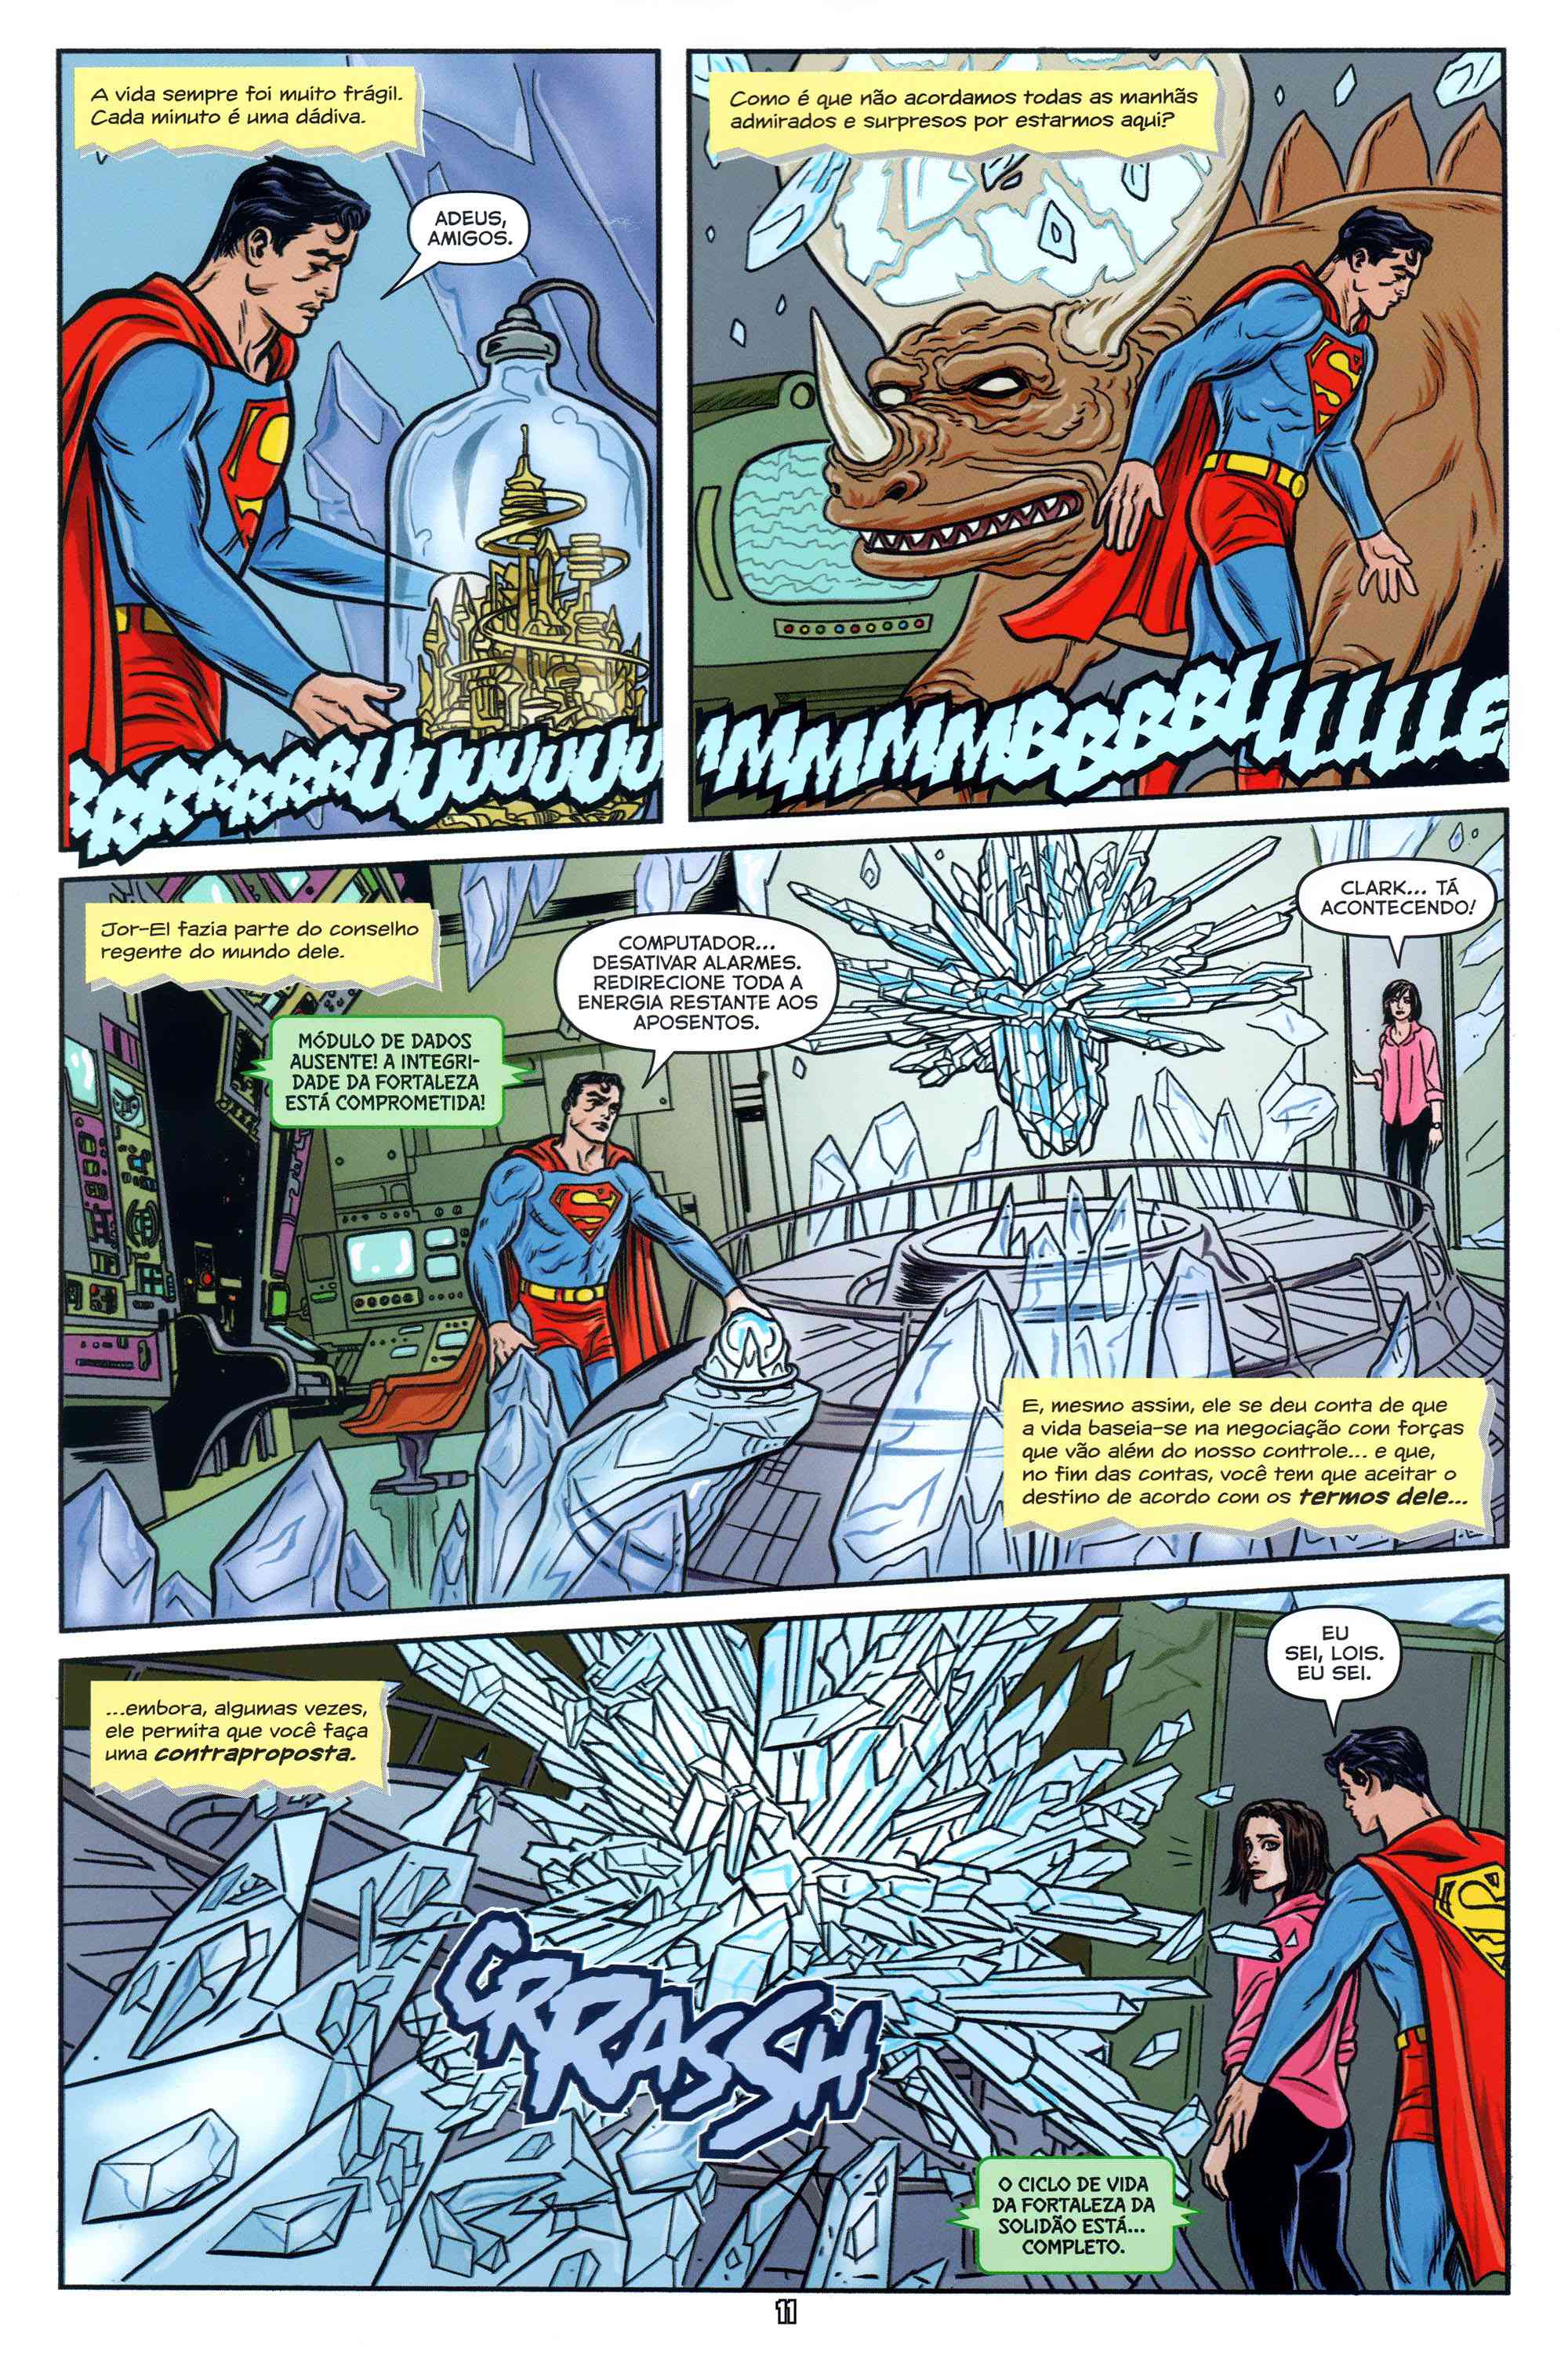 A vida sempre foi muito frágil.
Cada minuto é uma dádiva.
ADEUS,
AMIGOS.
RRRRRRRRUUUUUUUU
Como é que não acordamos todas as manhãs
admirados e surpresos por estarmos aqui?
MMMMMMBBBBBLLLLLLE
Jor-El fazia parte do conselho
regente do mundo dele.
MÓDULO DE DADOS
AUSENTE! A INTEGRI-
DADE DA FORTALEZA
ESTÁ COMPROMETIDA!
COMPUTADOR...
DESATIVAR ALARMES.
REDIRECIONE TODA A
ENERGIA RESTANTE AOS
APOSENTOS.
CLARK... TÁ
ACONTECENDO!
E, mesmo assim, ele se deu conta de que
a vida baseia-se na negociação com forças
que vão além do nosso controle... e que,
no fim das contas, você tem que aceitar o
destino de acordo com os termos dele...
...embora, algumas vezes,
ele permita que você faça
uma contraproposta.
EU
SEI, LOIS.
EU SEI.
CRRASSH
O CICLO DE VIDA
DA FORTALEZA DA
SOLIDÃO ESTÁ...
COMPLETO.
11